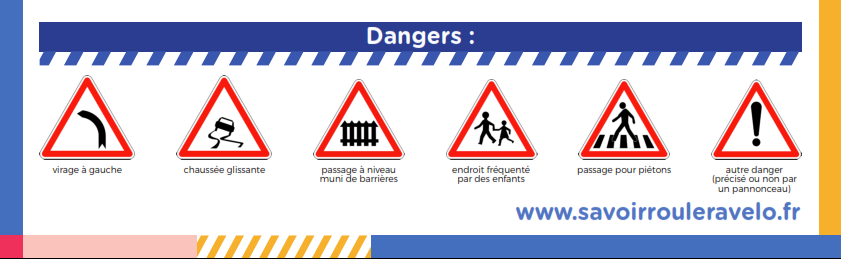 Dangers :
virage à gauche
chaussée glissante
passage à niveau
muni de barrières
endroit fréquenté
par des enfants
passage pour piétons
autre danger
(précisé ou non par
un pannonceau)
www.savoirrouleravelo.fr